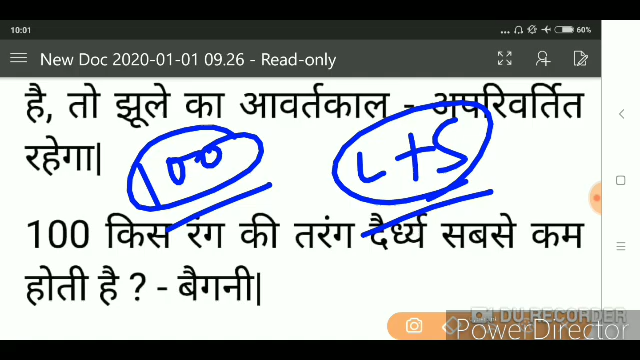 10:01
60%
New Doc 2020-01-01 09.26 - Read-only
है, तो झूले का आवर्तकाल - अपरिवर्तित
रहेगा|
100
L+S
100 किस रंग की तरंग दैर्ध्य सबसे कम
होती है ? - बैगनी|
DU RECORDER
PowerDirector